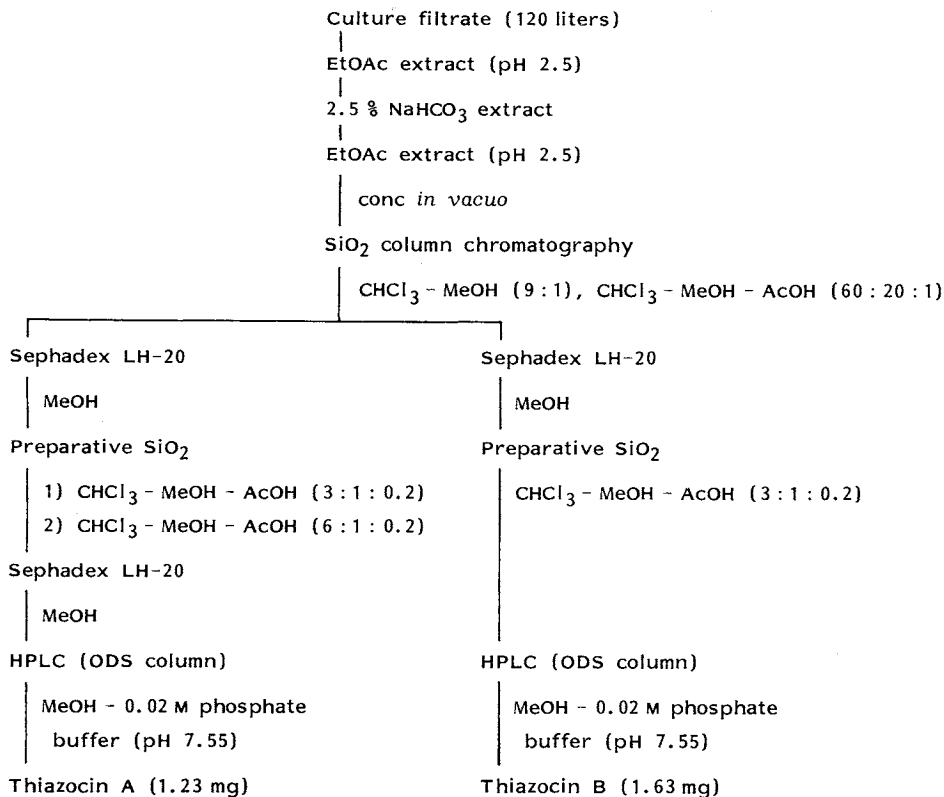 Culture filtrate (120 liters)
EtOAc extract (pH 2.5)
2.5 % NaHCO3 extract
EtOAc extract (pH 2.5)
conc in vacuo
SiO2 column chromatography
CHCl3 - MeOH (9 : 1), CHCl3 - MeOH - AcOH (60 : 20 : 1)
Sephadex LH-20
MeOH
Preparative SiO2
1) CHCl3 - MeOH - AcOH (3 : 1 : 0.2)
2) CHCl3 - MeOH - AcOH (6 : 1 : 0.2)
Sephadex LH-20
MeOH
HPLC (ODS column)
MeOH - 0.02 M phosphate
buffer (pH 7.55)
Thiazocin A (1.23 mg)
Sephadex LH-20
MeOH
Preparative SiO2
CHCl3 - MeOH - AcOH (3 : 1 : 0.2)
HPLC (ODS column)
MeOH - 0.02 M phosphate
buffer (pH 7.55)
Thiazocin B (1.63 mg)